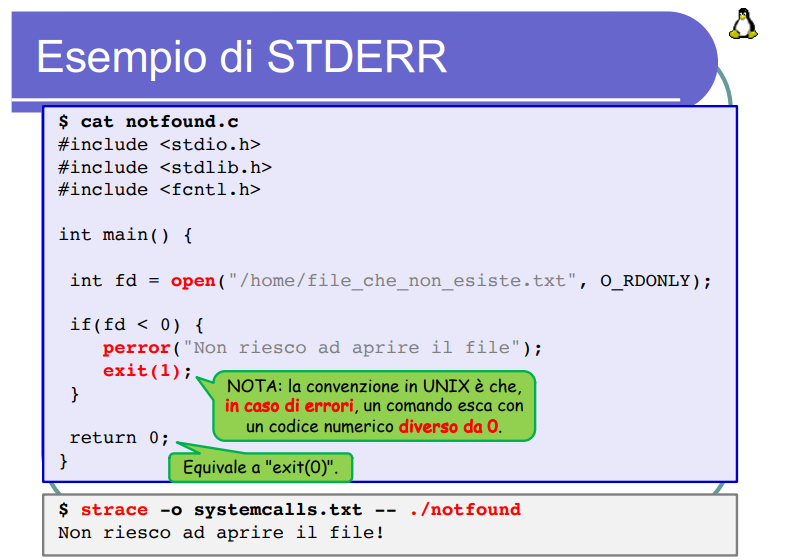 Esempio di STDERR
$ cat notfound.c
#include <stdio.h>
#include <stdlib.h>
#include <fcntl.h>
int main() {
int fd = open("/home/file_che_non_esiste.txt", O_RDONLY);
if(fd < 0) {
perror("Non riesco ad aprire il file");
exit(1);
NOTA: la convenzione in UNIX è che,
in caso di errori, un comando esca con
un codice numerico diverso da 0.
}
return 0;
Equivale a "exit(0)".
}
$ strace -o systemcalls.txt -- ./notfound
Non riesco ad aprire il file!